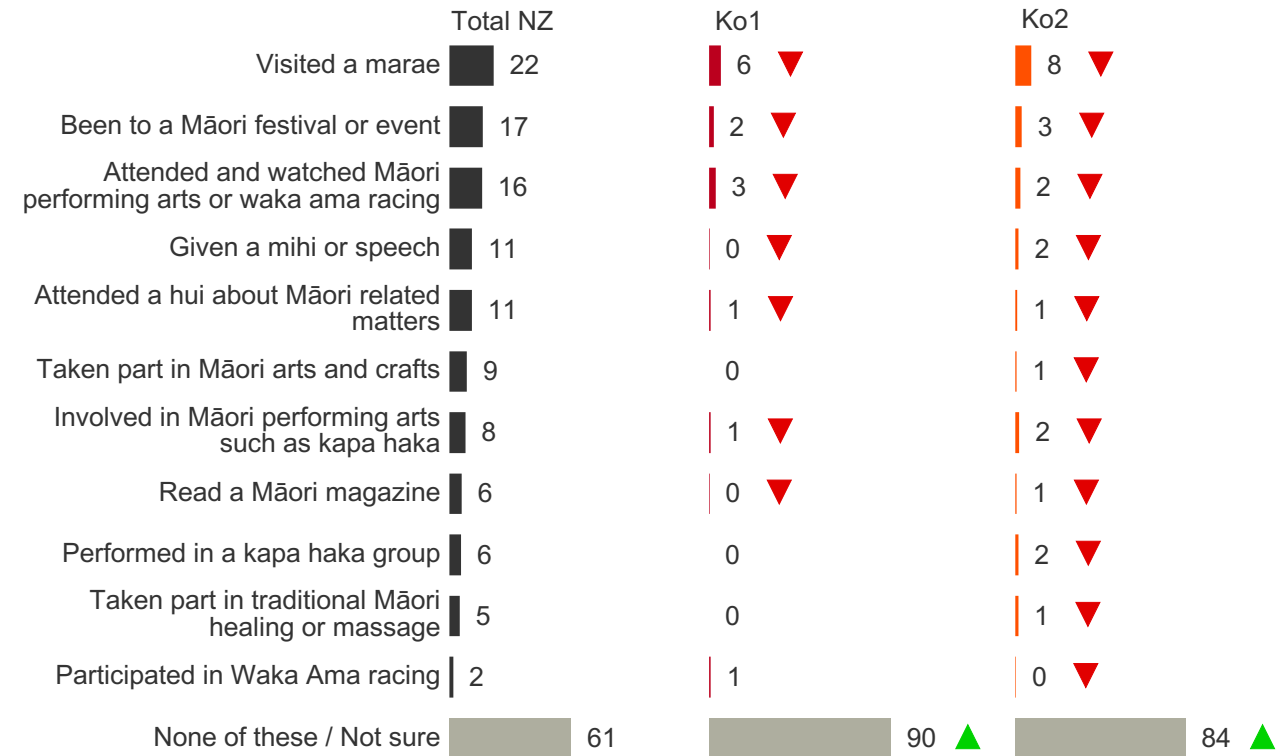 Total NZ Ko1 Ko2
Visited a marae 22 6 ▼ 8 ▼
Been to a Māori festival or event 17 2 ▼ 3 ▼
Attended and watched Māori
performing arts or waka ama racing 16 3 ▼ 2 ▼
Given a mihi or speech 11 0 ▼ 2 ▼
Attended a hui about Māori related
matters 11 1 ▼ 1 ▼
Taken part in Māori arts and crafts 9 0 1 ▼
Involved in Māori performing arts
such as kapa haka 8 1 ▼ 2 ▼
Read a Māori magazine 6 0 ▼ 1 ▼
Performed in a kapa haka group 6 0 2 ▼
Taken part in traditional Māori
healing or massage 5 0 1 ▼
Participated in Waka Ama racing 2 1 0 ▼
None of these / Not sure 61 90 ▲ 84 ▲